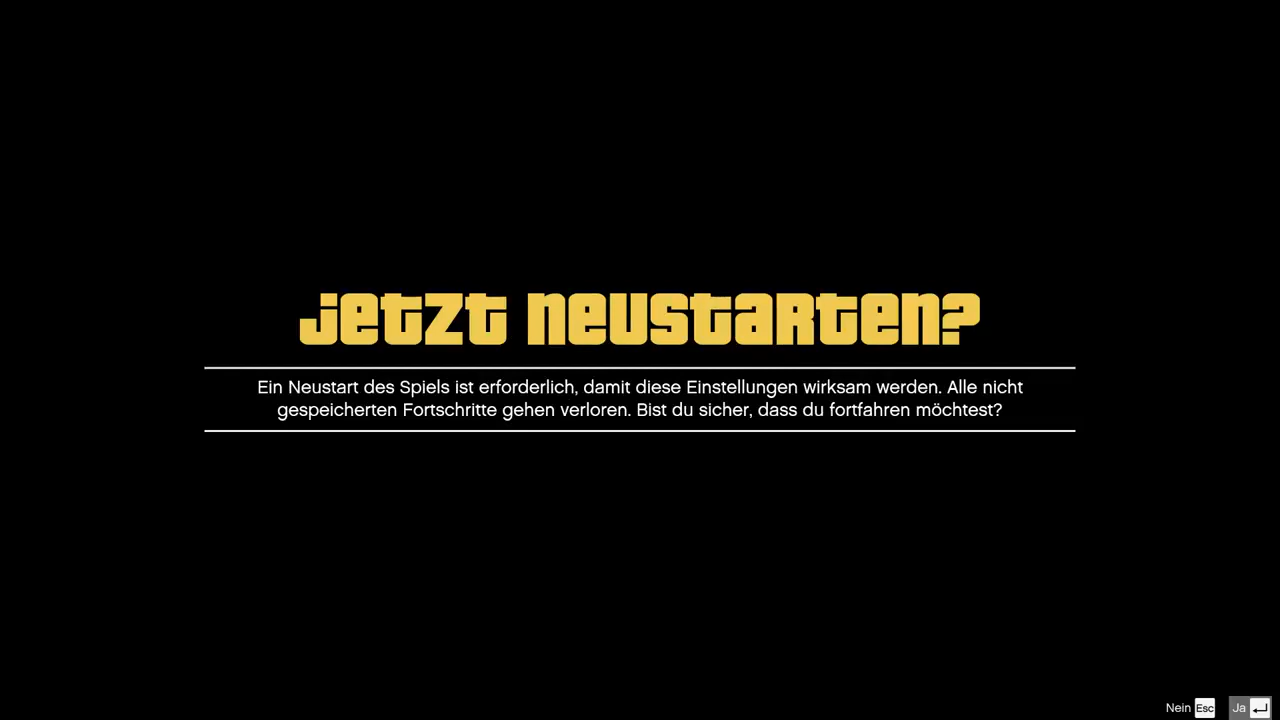 jetzt neustarten?
Ein Neustart des Spiels ist erforderlich, damit diese Einstellungen wirksam werden. Alle nicht
gespeicherten Fortschritte gehen verloren. Bist du sicher, dass du fortfahren möchtest?
Nein Esc Ja